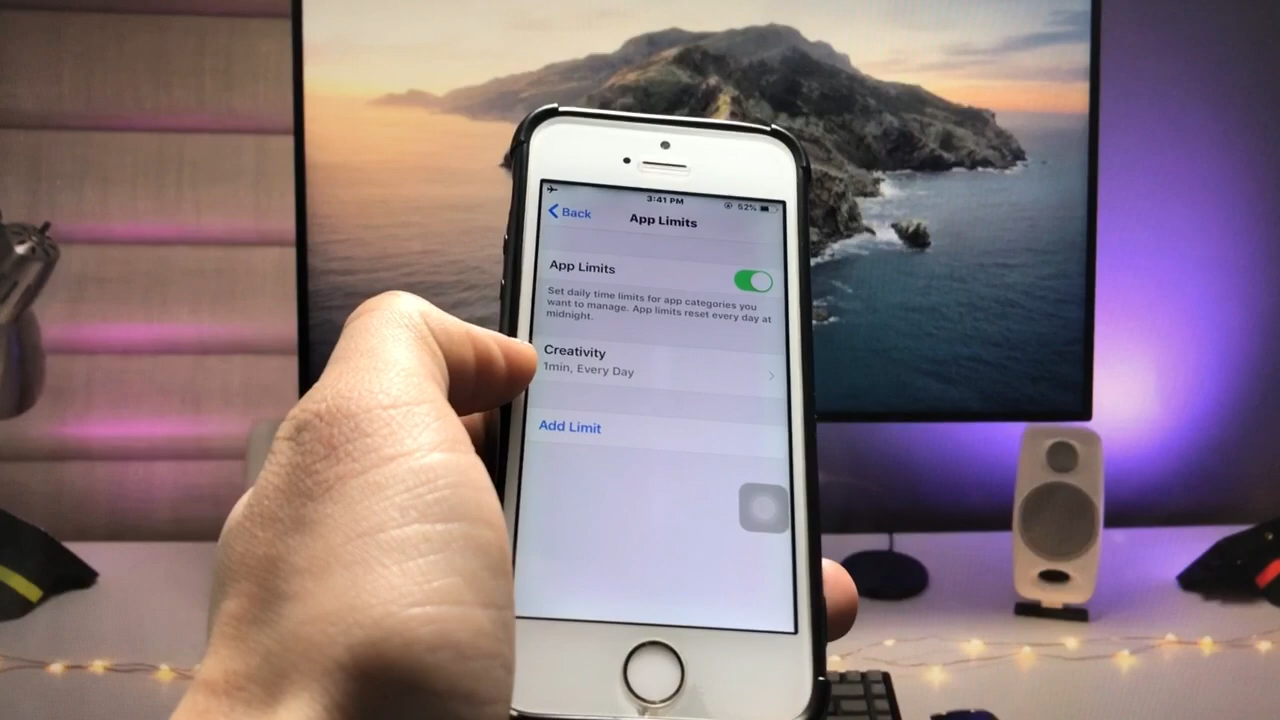 3:41 PM
52%
Back
App Limits
App Limits
Set daily time limits for app categories you
want to manage. App limits reset every day at
midnight.
Creativity
1min, Every Day
Add Limit